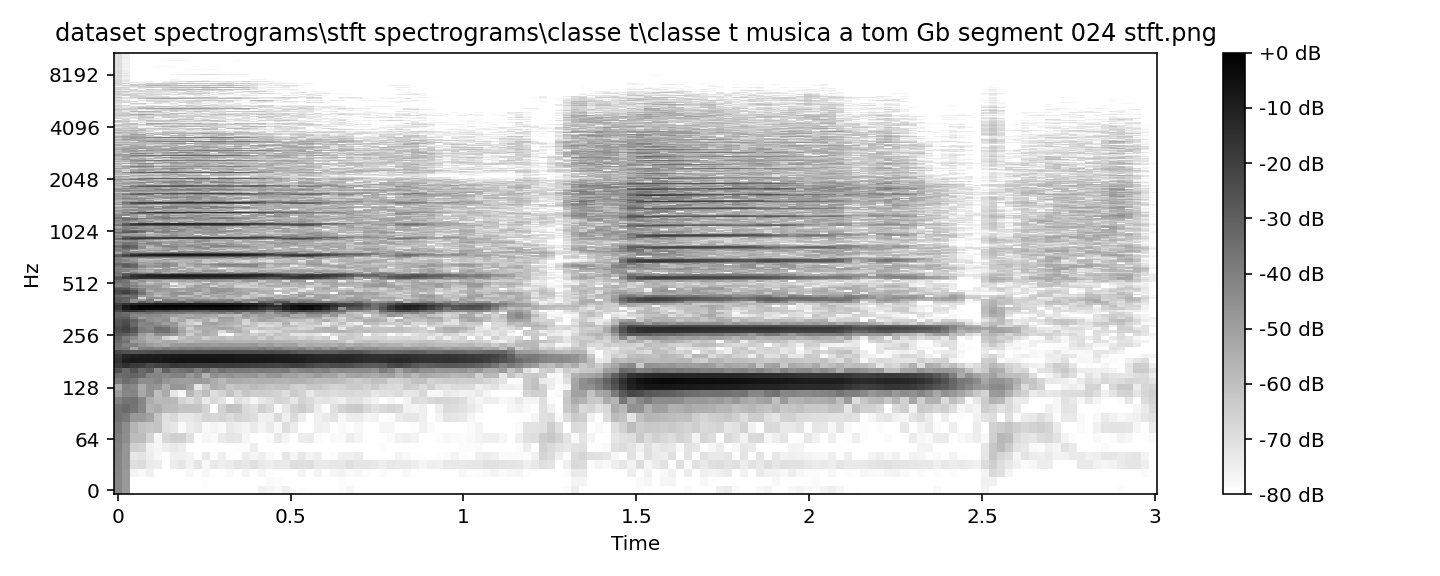 dataset spectrograms\stft spectrograms\classe t\classe t musica a tom Gb segment 024 stft.png
8192
4096
2048
1024
512
256
128
64
0
Hz
0
0.5
1
1.5
2
2.5
3
Time
+0 dB
-10 dB
-20 dB
-30 dB
-40 dB
-50 dB
-60 dB
-70 dB
-80 dB